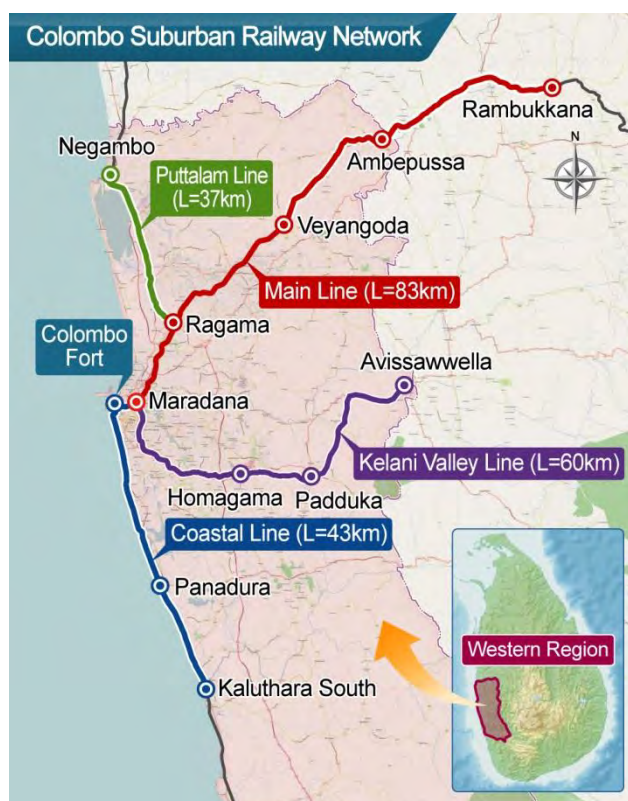 Colombo Suburban Railway Network
Rambukkana
N
Negambo
Ambepussa
Puttalam Line
(L=37km)
Veyangoda
Main Line (L=83km)
Ragama
Colombo
Fort
Avissawwella
Maradana
Kelani Valley Line (L=60km)
Homagama
Padduka
Coastal Line (L=43km)
Panadura
Western Region
Kaluthara South